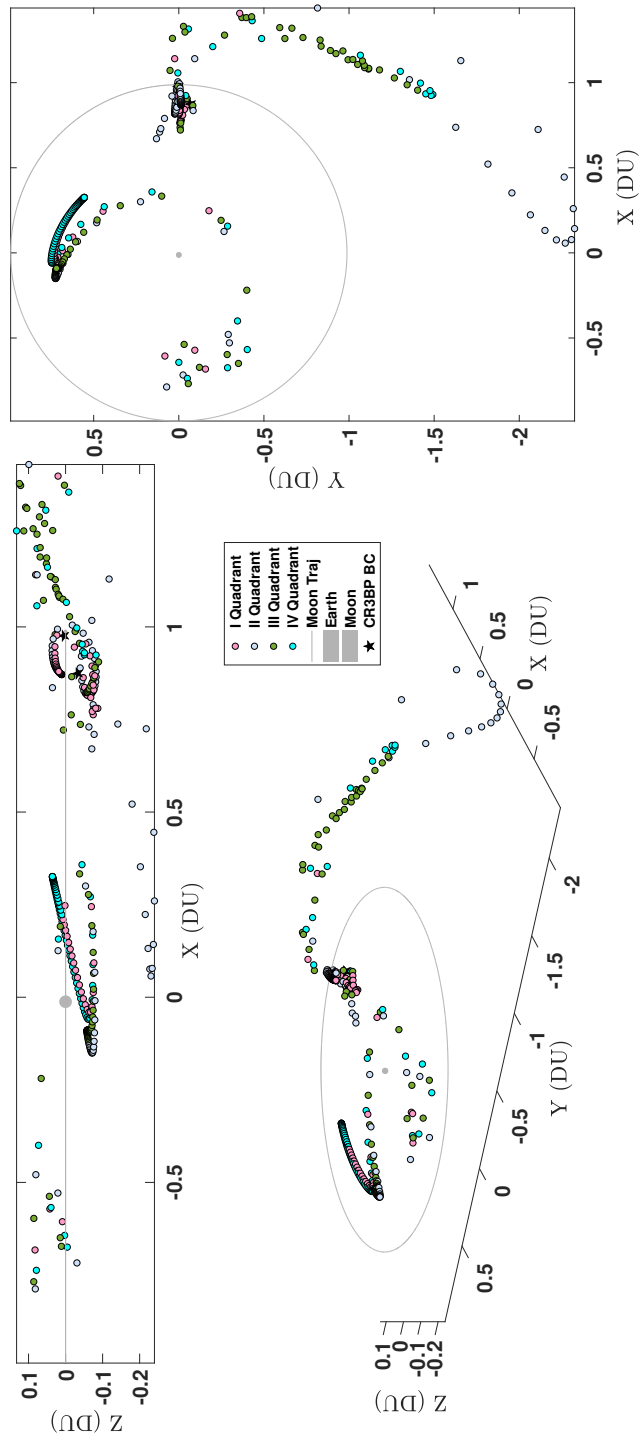 0.1
0
-0.1
-0.2
Z (DU)
-0.5
0
0.5
1
X (DU)
0.5
0
-0.5
-1
-1.5
-2
Y (DU)
-0.5
0
0.5
1
X (DU)
I Quadrant
II Quadrant
III Quadrant
IV Quadrant
Moon Traj
Earth
Moon
CR3BP BC
0.1
0
-0.1
-0.2
Z (DU)
0.5
0
-0.5
-1
-1.5
-2
Y (DU)
-0.5
0
0.5
1
X (DU)